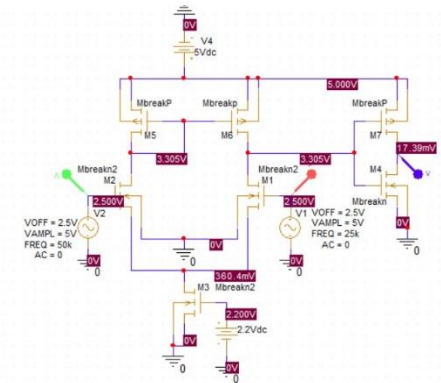 0V
V4
5Vdc
5.000V
MbreakP
Mbreakp
MbreakP
M5
M6
M7
17.39mV
3.305V
3.305V
Mbreakn2
M2
Mbreakn2
M1
M4
Mbreakn
V
2.500V
2.500V
V2
V1
VOFF = 2.5V
VAMPL = 5V
FREQ = 50k
AC = 0
VOFF = 2.5V
VAMPL = 5V
FREQ = 25k
AC = 0
0V
0
0V
0
0V
0
0V
0
360.4mV
M3
Mbreakn2
2.200V
2.2Vdc
0V
0
0V
0